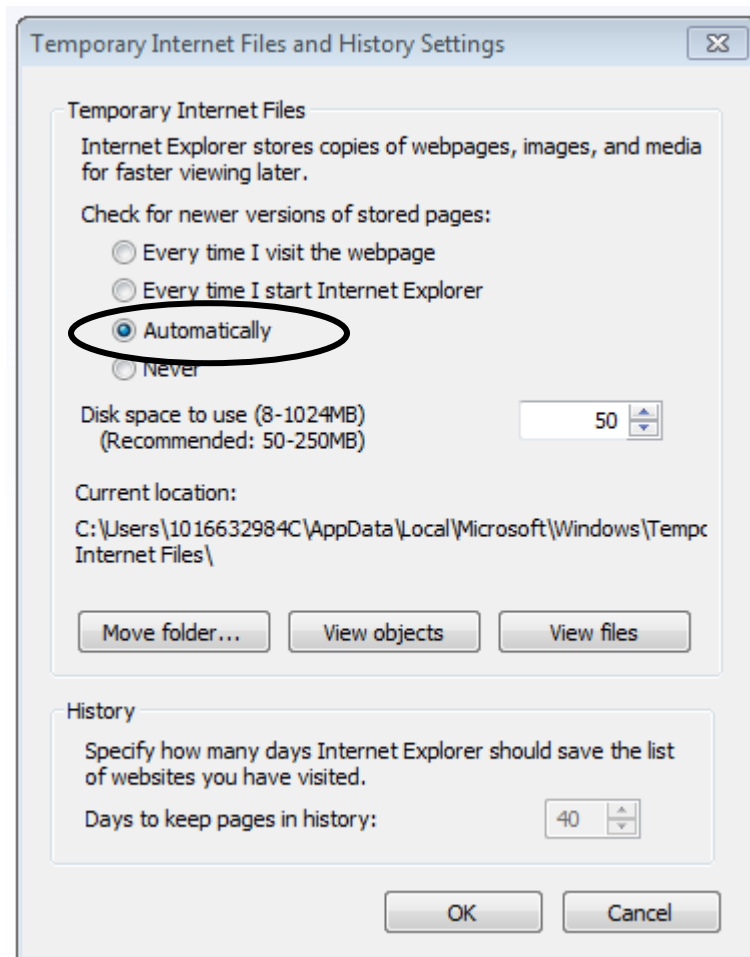 Temporary Internet Files and History Settings
Temporary Internet Files
Internet Explorer stores copies of webpages, images, and media
for faster viewing later.
Check for newer versions of stored pages:
Every time I visit the webpage
Every time I start Internet Explorer
Automatically
Never
Disk space to use (8-1024MB)
50
(Recommended: 50-250MB)
Current location:
C:\Users\1016632984C\AppData\Local\Microsoft\Windows\Tempo
Internet Files\
Move folder... View objects View files
History
Specify how many days Internet Explorer should save the list
of websites you have visited.
Days to keep pages in history: 40
OK Cancel